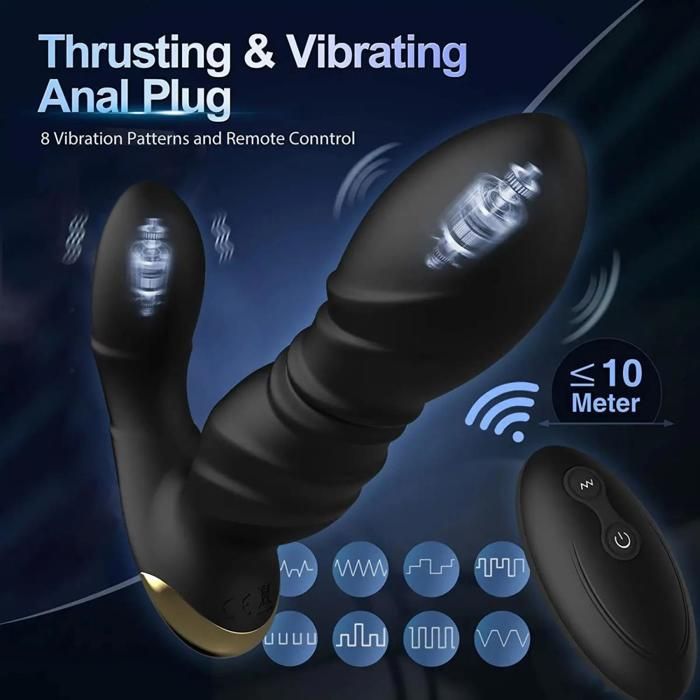 Thrusting & Vibrating
Anal Plug
8 Vibration Patterns and Remote Conntrol
≤10
Meter